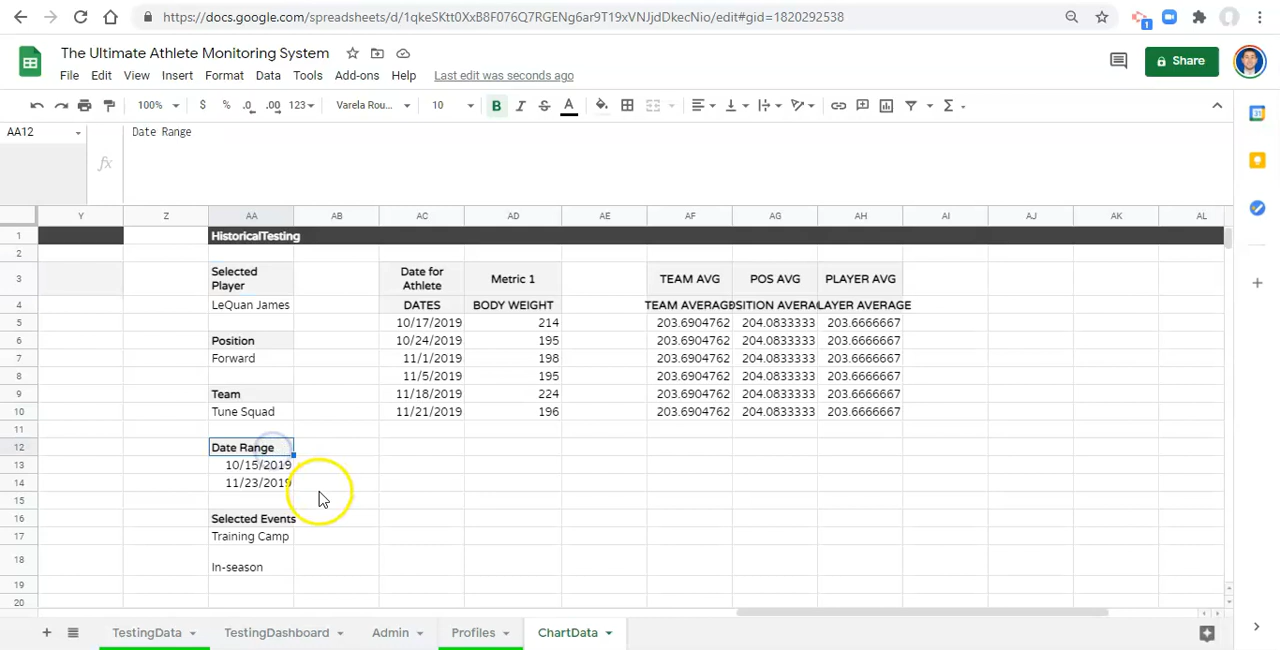 https://docs.google.com/spreadsheets/d/1qkeSKtt0XxB8F076Q7RGENg6ar9T19xVNJjdDkecNio/edit#gid=1820292538
1
The Ultimate Athlete Monitoring System
File Edit View Insert Format Data Tools Add-ons Help Last edit was seconds ago
Share
100% $ % .0 .00 123 Varela Rou... 10 B I S A
AA12 Date Range
fx
Y Z AA AB AC AD AE AF AG AH AI AJ AK AL
1 HistoricalTesting
2
3 Selected Player Date for Athlete Metric 1 TEAM AVG POS AVG PLAYER AVG
4 LeQuan James DATES BODY WEIGHT TEAM AVERAGE SITION AVERA LAYER AVERAGE
5 10/17/2019 214 203.6904762 204.0833333 203.6666667
6 Position 10/24/2019 195 203.6904762 204.0833333 203.6666667
7 Forward 11/1/2019 198 203.6904762 204.0833333 203.6666667
8 11/5/2019 195 203.6904762 204.0833333 203.6666667
9 Team 11/18/2019 224 203.6904762 204.0833333 203.6666667
10 Tune Squad 11/21/2019 196 203.6904762 204.0833333 203.6666667
11
12 Date Range
13 10/15/2019
14 11/23/2019
15
16 Selected Events
17 Training Camp
18 In-season
19
20
TestingData TestingDashboard Admin Profiles ChartData